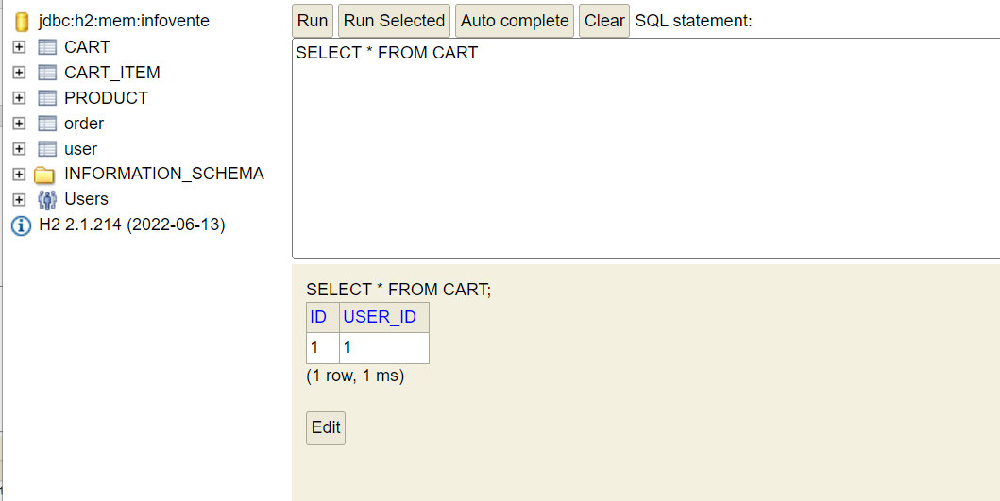 jdbc:h2:mem:infovente
CART
CART_ITEM
PRODUCT
order
user
INFORMATION_SCHEMA
Users
H2 2.1.214 (2022-06-13)
Run Run Selected Auto complete Clear SQL statement:
SELECT * FROM CART
SELECT * FROM CART;
ID USER_ID
1 1
(1 row, 1 ms)
Edit